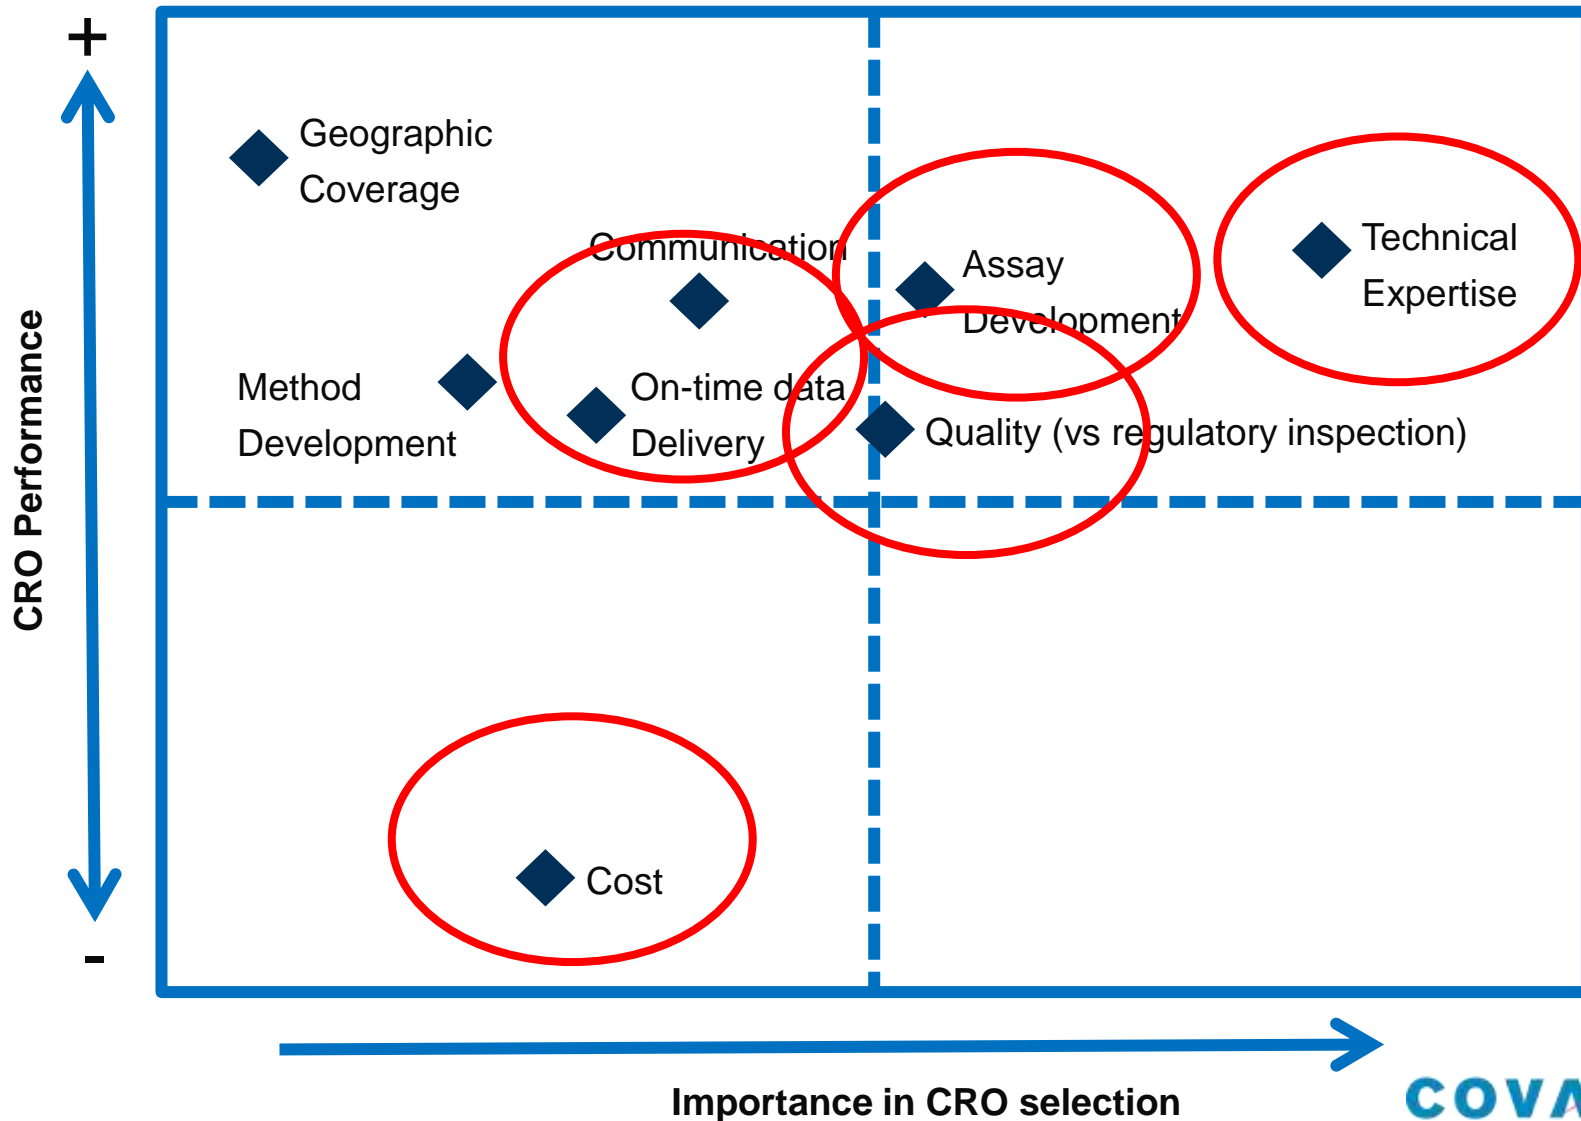 +
Geographic
Coverage
Communication
Assay
Development
Technical
Expertise
Method
Development
On-time data
Delivery
Quality (vs regulatory inspection)
CRO Performance
Cost
-
Importance in CRO selection
COVA